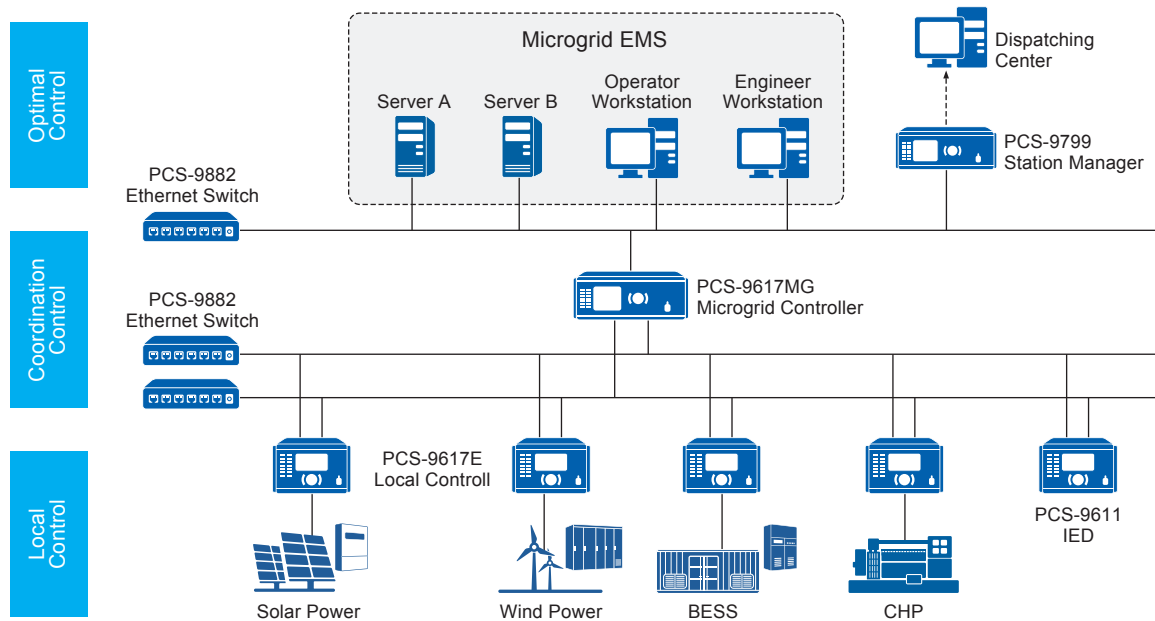 Optimal
Control
Microgrid EMS
Server A
Server B
Operator
Workstation
Engineer
Workstation
Dispatching
Center
PCS-9799
Station Manager
PCS-9882
Ethernet Switch
Coordination
Control
PCS-9617MG
Microgrid Controller
PCS-9882
Ethernet Switch
Local
Control
PCS-9617E
Local Controll
PCS-9611
IED
Solar Power
Wind Power
BESS
CHP